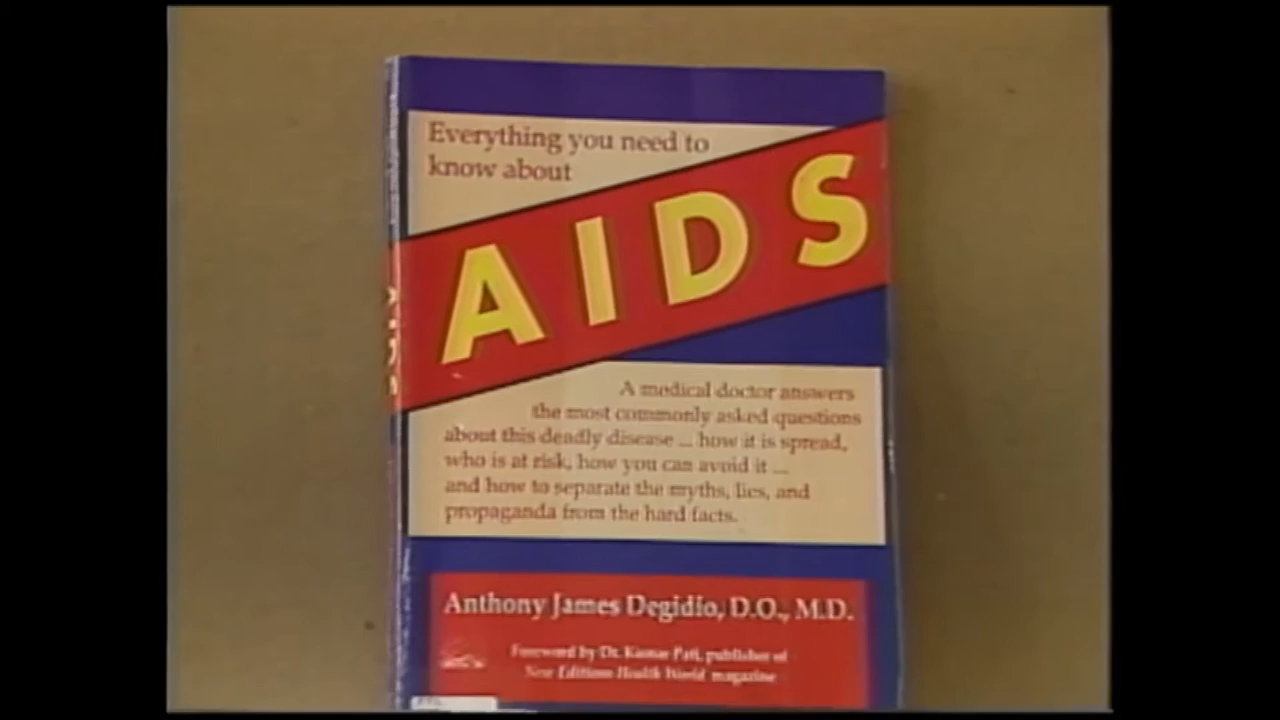 Everything you need to
know about
AIDS
A medical doctor answers
the most commonly asked questions
about this deadly disease ... how it is spread,
who is at risk, how you can avoid it ...
and how to separate the myths, lies, and
propaganda from the hard facts.
Anthony James Degidio, D.O., M.D.
Foreword by Dr. Kumar Pati, publisher of
New Editions Health World magazine